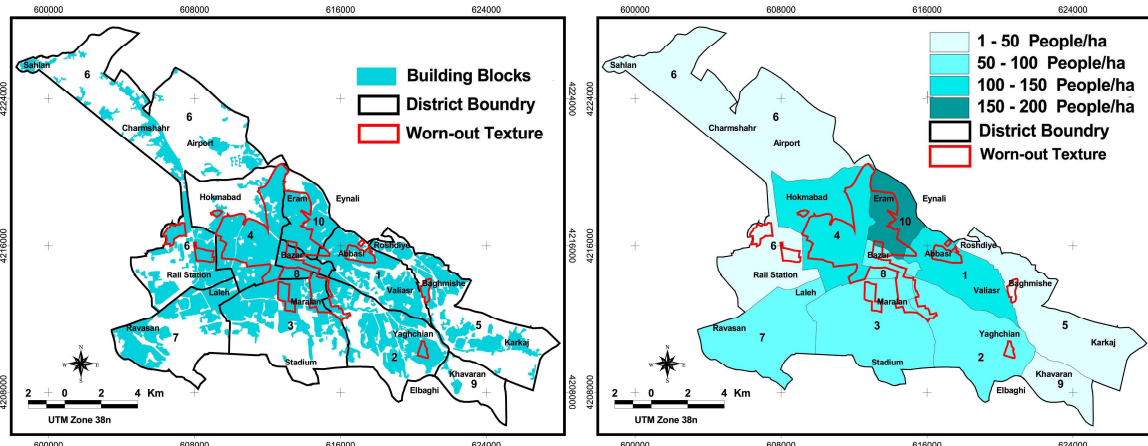 600000 608000 616000 624000
4224000
4216000
4208000
Building Blocks
District Boundry
Worn-out Texture
Sahlan
6
6
Charmshahr
Airport
Hokmabad
Eram
Eynali
10
4
6
Bazar
Abbasi
Roshdiye
Rail Station
8
1
Baghmishe
Laleh
Valiasr
Maralan
Ravasan
7
3
Yaghchian
5
Karkaj
2
Stadium
Khavaran
9
Elbaghi
N
W E
S
2 0 2 4 Km
UTM Zone 38n
600000 608000 616000 624000
600000 608000 616000 624000
4224000
4216000
4208000
1 - 50 People/ha
50 - 100 People/ha
100 - 150 People/ha
150 - 200 People/ha
District Boundry
Worn-out Texture
Sahlan
6
6
Charmshahr
Airport
Hokmabad
Eram
Eynali
10
4
6
Bazar
Abbasi
Roshdiye
Rail Station
8
1
Baghmishe
Laleh
Valiasr
Maralan
Ravasan
7
3
Yaghchian
5
Karkaj
2
Stadium
Khavaran
9
Elbaghi
N
W E
S
2 0 2 4 Km
UTM Zone 38n
600000 608000 616000 624000